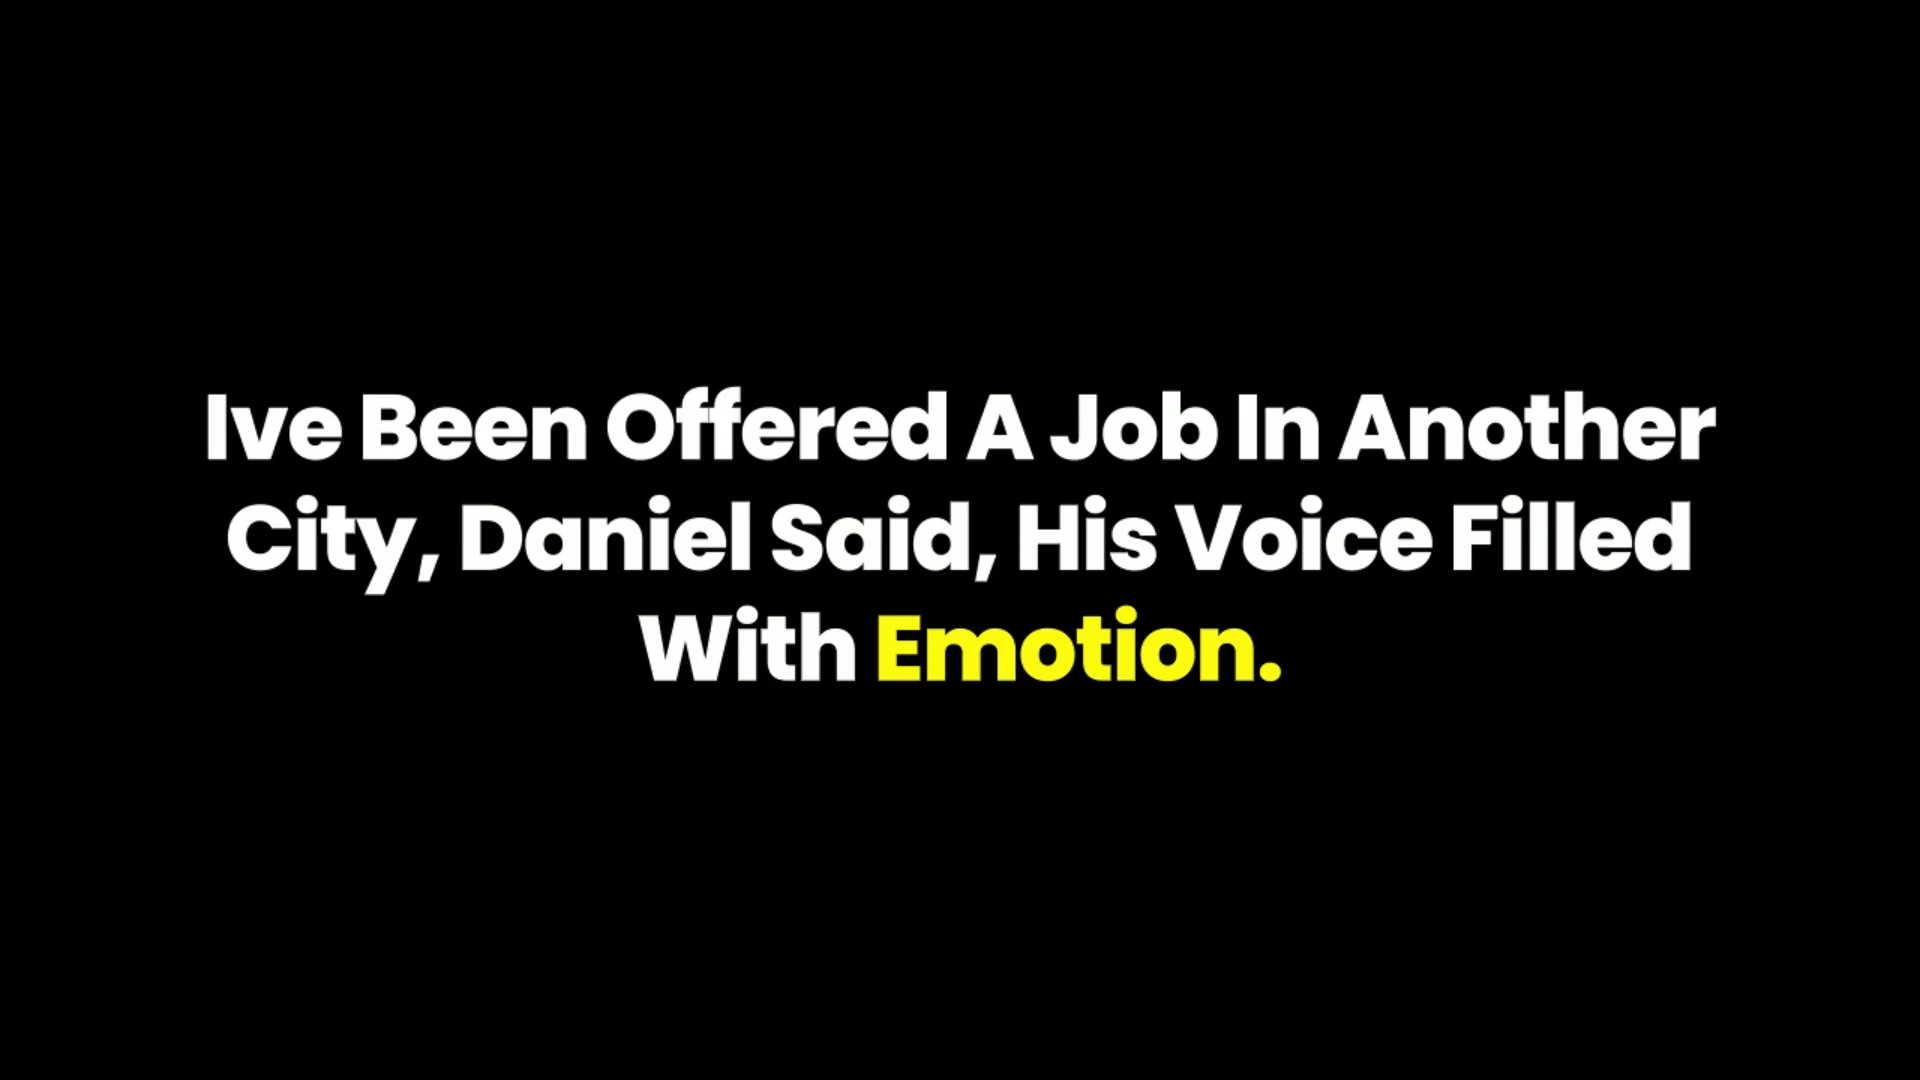 Ive Been Offered A Job In Another
City, Daniel Said, His Voice Filled
With Emotion.